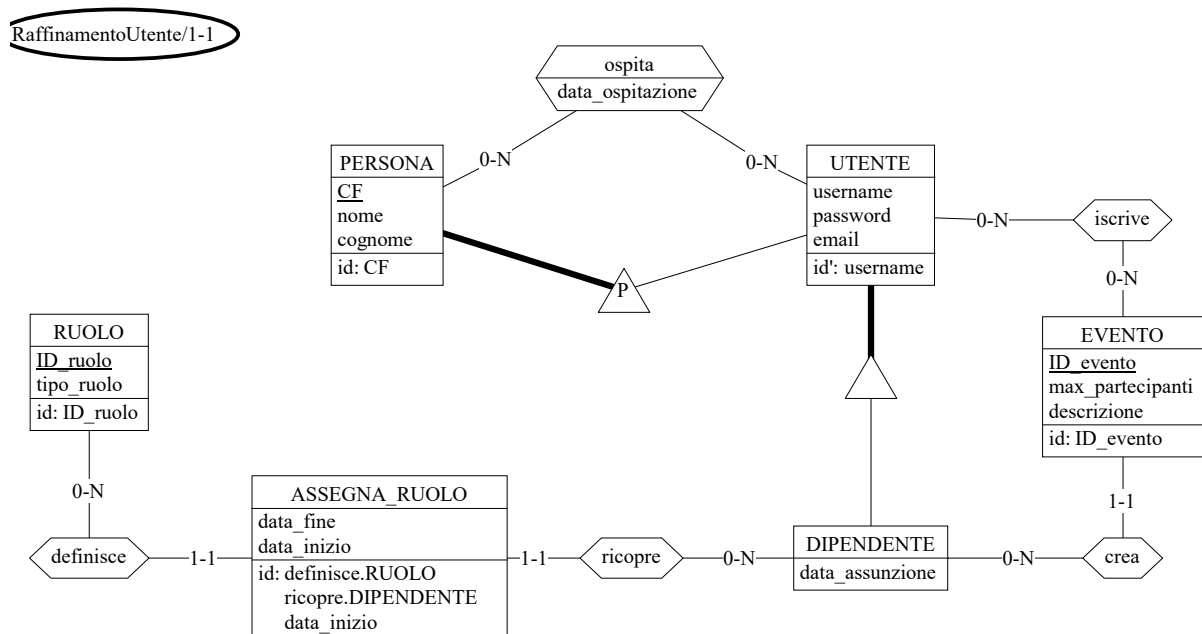 RaffinamentoUtente/1-1
ospita
data_ospitazione
0-N
0-N
PERSONA
CF
nome
cognome
id: CF
UTENTE
username
password
email
id': username
0-N
iscrive
0-N
P
RUOLO
ID_ruolo
tipo_ruolo
id: ID_ruolo
EVENTO
ID_evento
max_partecipanti
descrizione
id: ID_evento
0-N
1-1
ASSEGNA_RUOLO
data_fine
data_inizio
id: definisce.RUOLO
ricopre.DIPENDENTE
data_inizio
definisce
1-1
1-1
ricopre
0-N
DIPENDENTE
data_assunzione
0-N
crea